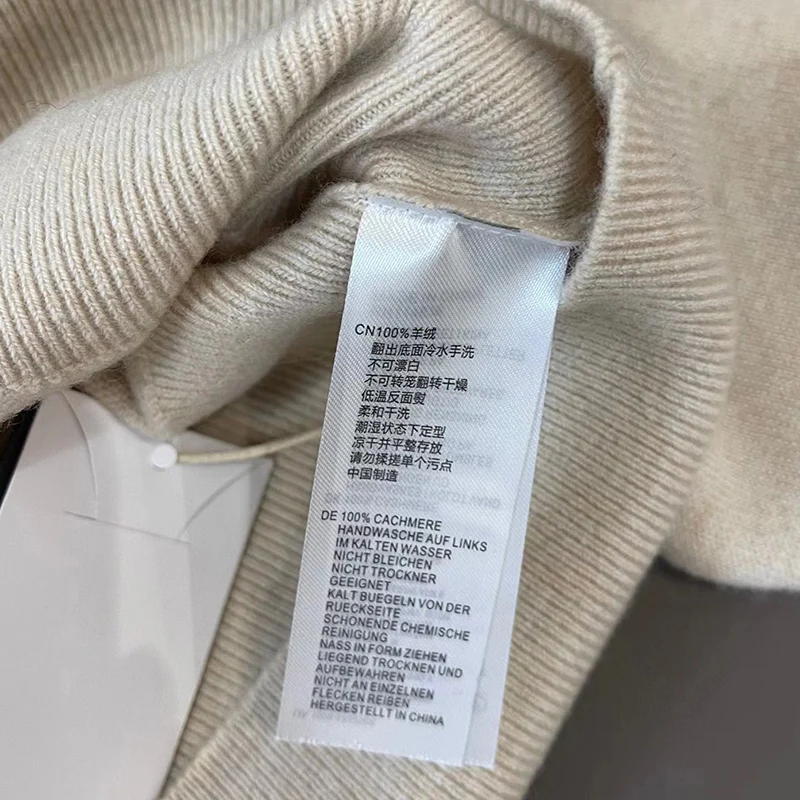 CN100%羊绒
翻出底面冷水手洗
不可漂白
不可转笼翻转干燥
低温反面熨
柔和干洗
潮湿状态下定型
凉干并平整存放
请勿揉搓单个污点
中国制造
DE 100% CACHMERE
HANDWASCHE AUF LINKS
IM KALTEN WASSER
NICHT BLEICHEN
NICHT TROCKNER
GEEIGNET
KALT BUEGELN VON DER
RUECKSEITE
SCHONENDE CHEMISCHE
REINIGUNG
NASS IN FORM ZIEHEN
LIEGEND TROCKNEN UND
AUFBEWAHREN
NICHT AN EINZELNEN
FLECKEN REIBEN
HERGESTELLT IN CHINA